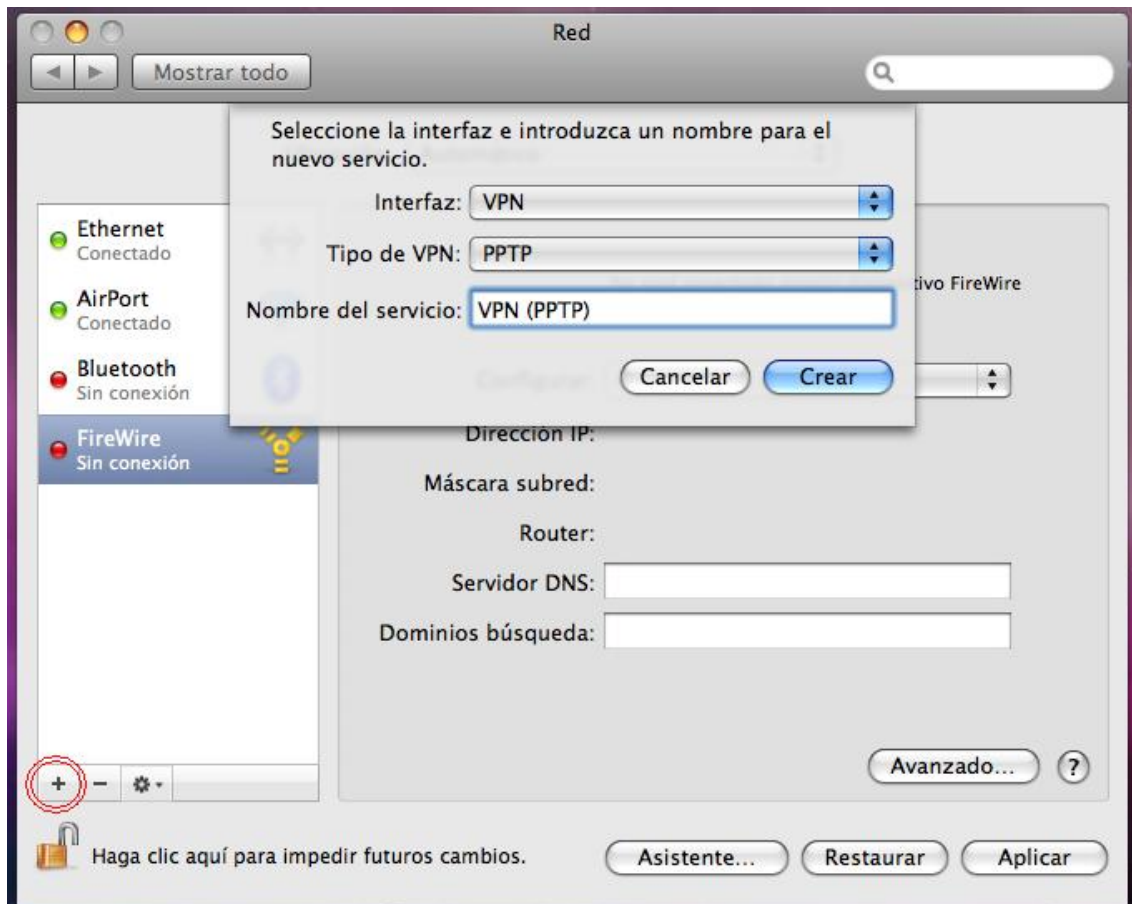 Red
Mostrar todo
Seleccione la interfaz e introduzca un nombre para el
nuevo servicio.
Interfaz: VPN
Tipo de VPN: PPTP
Nombre del servicio: VPN (PPTP)
Cancelar Crear
Ethernet
Conectado
AirPort
Conectado
Bluetooth
Sin conexión
FireWire
Sin conexión
FireWire
Dirección IP:
Máscara subred:
Router:
Servidor DNS:
Dominios búsqueda:
+ −
Avanzado... ?
Haga clic aquí para impedir futuros cambios.
Asistente... Restaurar Aplicar